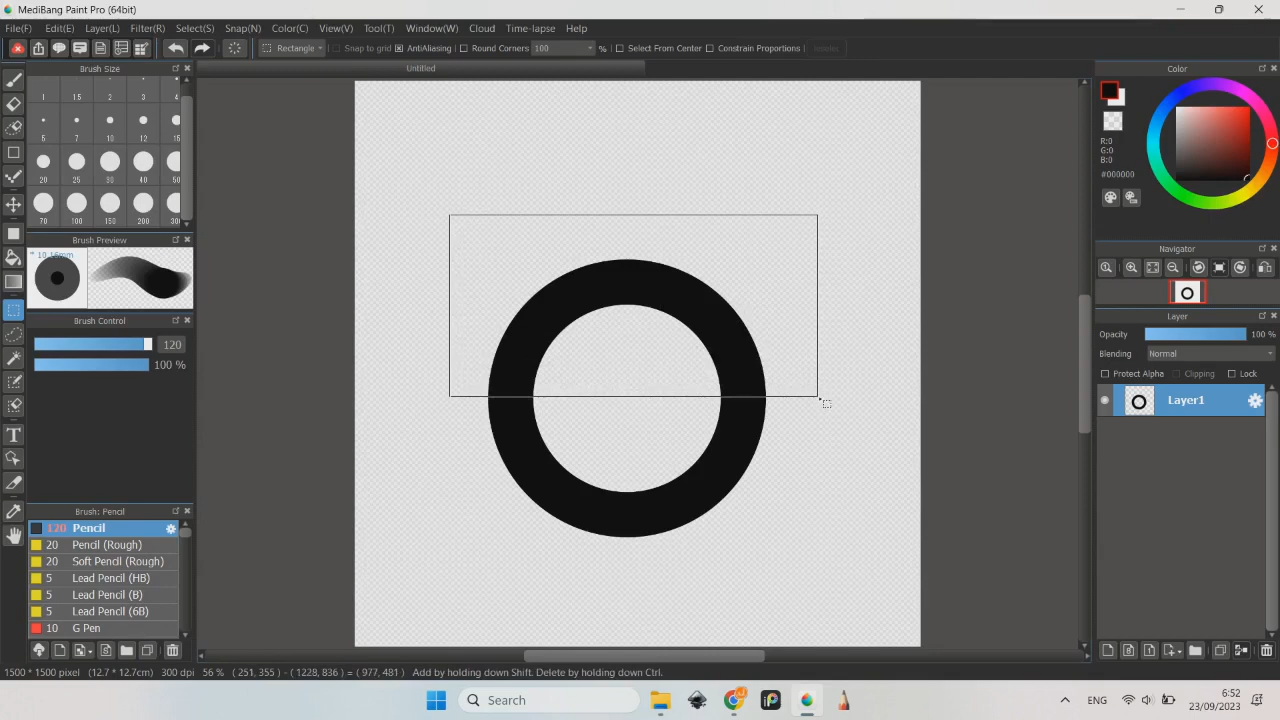 MediBang Paint Pro (64bit)
File(F) Edit(E) Layer(L) Filter(R) Select(S) Snap(N) Color(C) View(V) Tool(T) Window(W) Cloud Time-lapse Help
Rectangle Snap to grid AntiAliasing Round Corners 100 % Select From Center Constrain Proportions
Brush Size
Untitled
Color
1 1.5 2 3 4
5 7 10 12 15
20 25 30 40 50
70 100 150 200 300
R:0
G:0
B:0
#000000
Brush Preview
* 10.16mm
Navigator
Brush Control
120
100 %
Layer
Opacity 100 %
Blending Normal
Protect Alpha Clipping Lock
Layer1
Brush: Pencil
120 Pencil
20 Pencil (Rough)
20 Soft Pencil (Rough)
5 Lead Pencil (HB)
5 Lead Pencil (B)
5 Lead Pencil (6B)
10 G Pen
1500 * 1500 pixel (12.7 * 12.7cm) 300 dpi 56 % ( 251, 355 ) - ( 1228, 836 ) = ( 977, 481 ) Add by holding down Shift. Delete by holding down Ctrl.
Search
ENG
6:52
23/09/2023